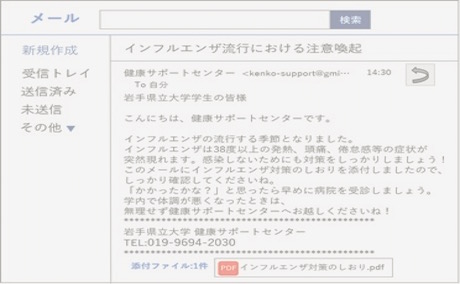 メール
検索
新規作成
受信トレイ
送信済み
未送信
その他 ▼
インフルエンザ流行における注意喚起
健康サポートセンター <kenko-support@gmi… 14:30
To 自分
岩手県立大学学生の皆様
こんにちは、健康サポートセンターです。
インフルエンザの流行する季節となりました。
インフルエンザは38度以上の発熱、頭痛、倦怠感等の症状が
突然現れます。感染しないためにも対策をしっかりしましょう！
このメールにインフルエンザ対策のしおりを添付しましたので、
しっかり確認してくださいね。
「かかったかな？」と思ったら早めに病院を受診しましょう。
学内で体調が悪くなったときは、
無理せず健康サポートセンターへお越しくださいね！
****************************************************
岩手県立大学 健康サポートセンター
TEL:019-9694-2030
****************************************************
添付ファイル:1件 PDF インフルエンザ対策のしおり.pdf